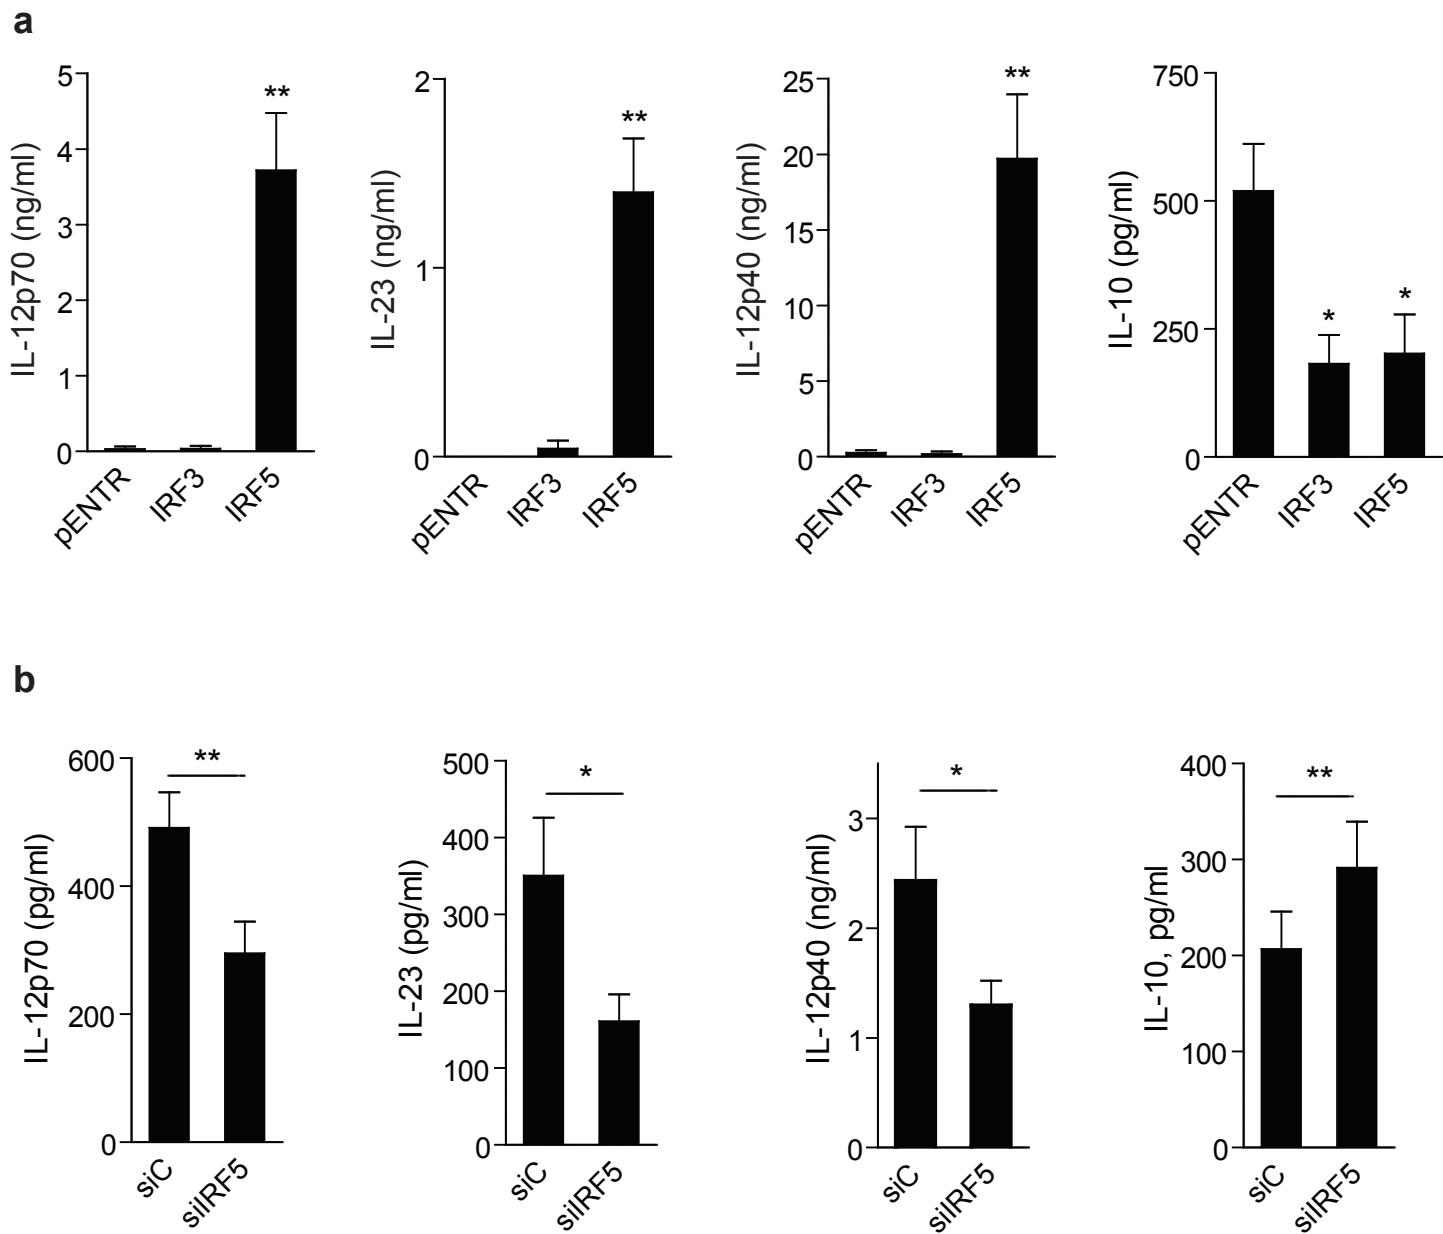 a
IL-12p70 (ng/ml)
5
4
3
2
1
0
**
pENTR
IRF3
IRF5
IL-23 (ng/ml)
2
1
0
**
pENTR
IRF3
IRF5
IL-12p40 (ng/ml)
25
20
15
10
5
0
**
pENTR
IRF3
IRF5
IL-10 (pg/ml)
750
500
250
0
*
*
pENTR
IRF3
IRF5
b
IL-12p70 (pg/ml)
600
400
200
0
**
siC
siIRF5
IL-23 (pg/ml)
500
400
300
200
100
0
*
siC
siIRF5
IL-12p40 (ng/ml)
3
2
1
0
*
siC
siIRF5
IL-10, pg/ml
400
300
200
100
0
**
siC
siIRF5